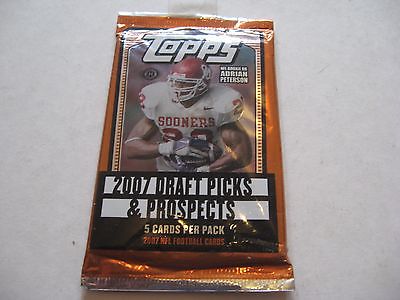 TOPPS
NFL ROOKIE RB
ADRIAN
PETERSON
SOONERS
28
2007 DRAFT PICKS
& PROSPECTS
5 CARDS PER PACK
2007 NFL FOOTBALL CARDS